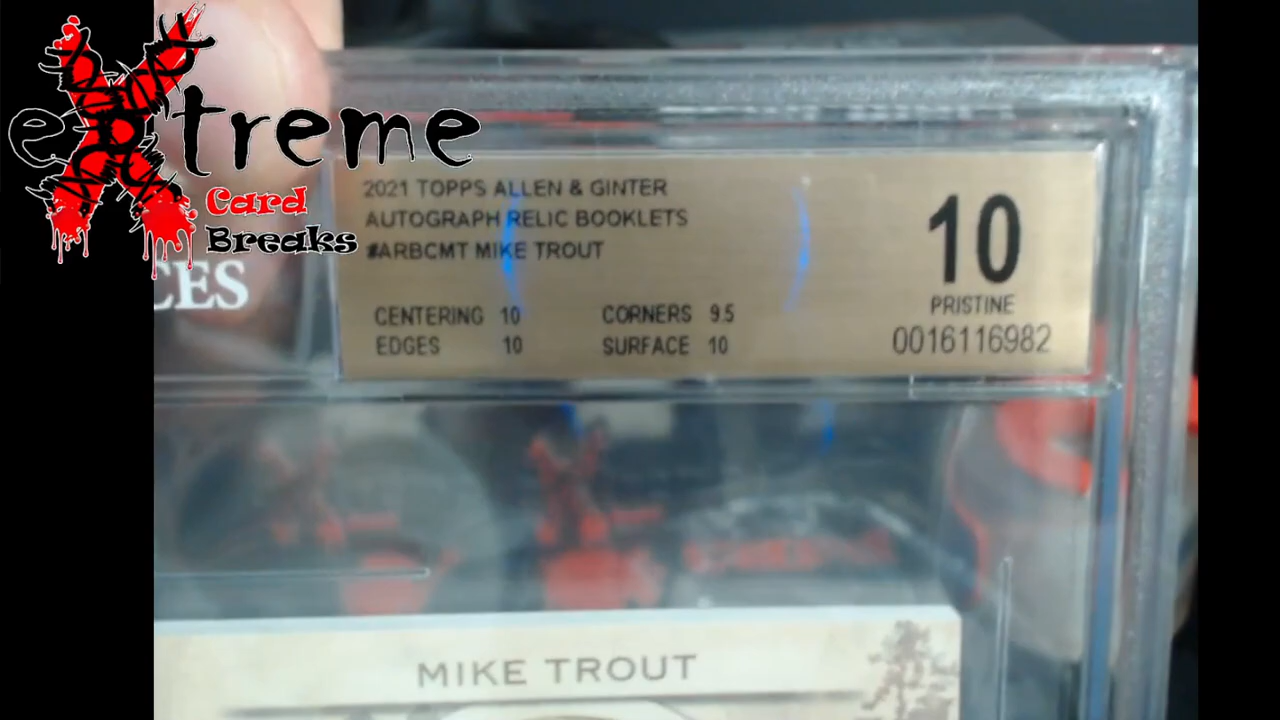 eXtreme
Card
Breaks
CES
2021 TOPPS ALLEN & GINTER
AUTOGRAPH RELIC BOOKLETS
#ARBCMT MIKE TROUT
CENTERING 10 CORNERS 9.5
EDGES 10 SURFACE 10
10
PRISTINE
0016116982
MIKE TROUT